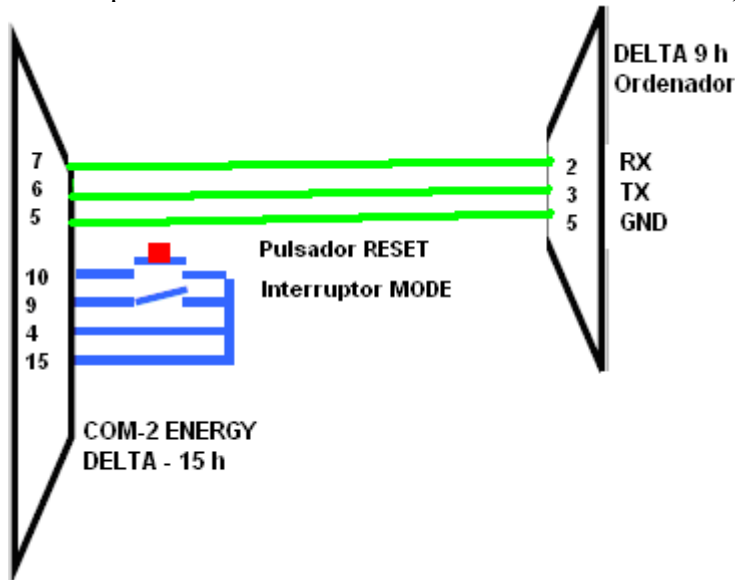 DELTA 9 h
Ordenador
7 2 RX
6 3 TX
5 5 GND
Pulsador RESET
10
Interruptor MODE
9
4
15
COM-2 ENERGY
DELTA - 15 h